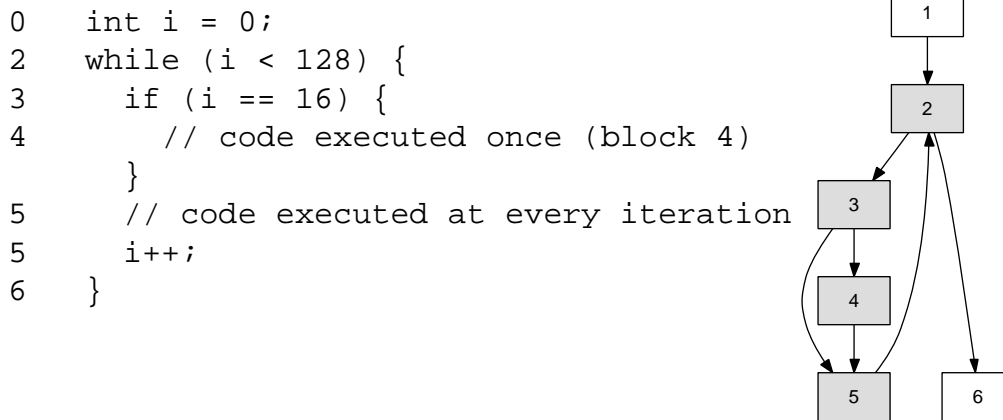 0 int i = 0;
2 while (i < 128) {
3 if (i == 16) {
4 // code executed once (block 4)
}
5 // code executed at every iteration
5 i++;
6 }
1
2
3
4
5
6